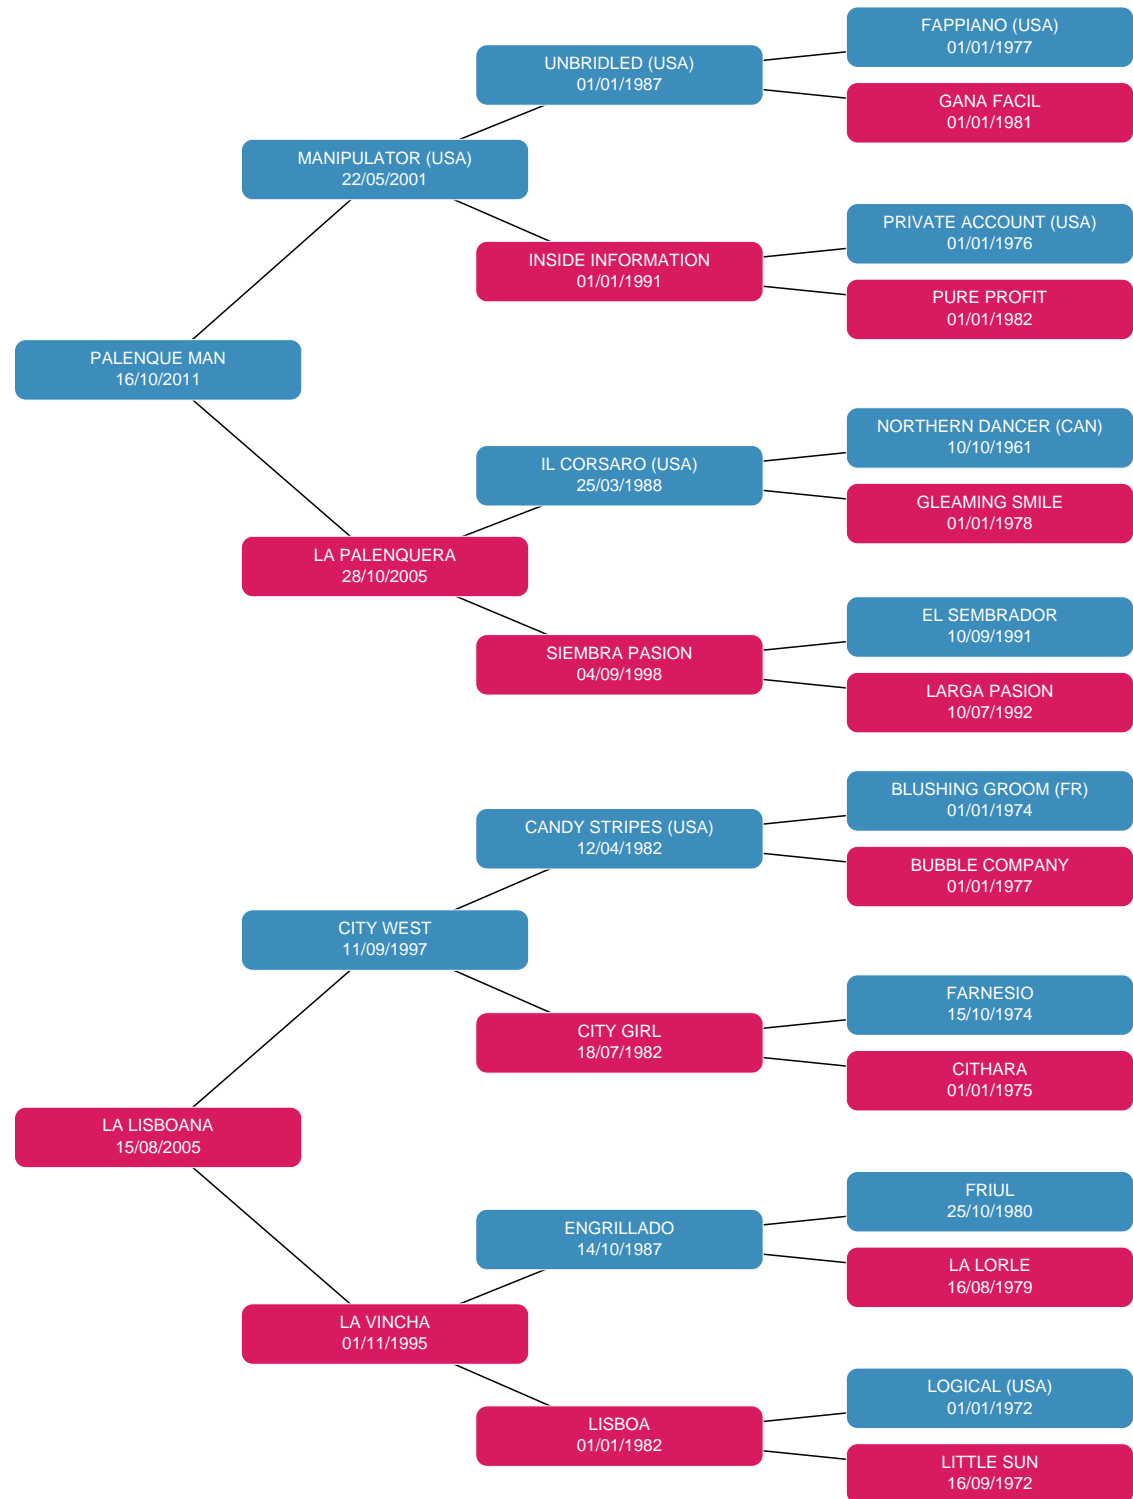 FAPPIANO (USA)
01/01/1977
UNBRIDLED (USA)
01/01/1987
GANA FACIL
01/01/1981
MANIPULATOR (USA)
22/05/2001
PRIVATE ACCOUNT (USA)
01/01/1976
INSIDE INFORMATION
01/01/1991
PURE PROFIT
01/01/1982
PALENQUE MAN
16/10/2011
NORTHERN DANCER (CAN)
10/10/1961
IL CORSARO (USA)
25/03/1988
GLEAMING SMILE
01/01/1978
LA PALENQUERA
28/10/2005
EL SEMBRADOR
10/09/1991
SIEMBRA PASION
04/09/1998
LARGA PASION
10/07/1992
BLUSHING GROOM (FR)
01/01/1974
CANDY STRIPES (USA)
12/04/1982
BUBBLE COMPANY
01/01/1977
CITY WEST
11/09/1997
FARNESIO
15/10/1974
CITY GIRL
18/07/1982
CITHARA
01/01/1975
LA LISBOANA
15/08/2005
FRIUL
25/10/1980
ENGRILLADO
14/10/1987
LA LORLE
16/08/1979
LA VINCHA
01/11/1995
LOGICAL (USA)
01/01/1972
LISBOA
01/01/1982
LITTLE SUN
16/09/1972